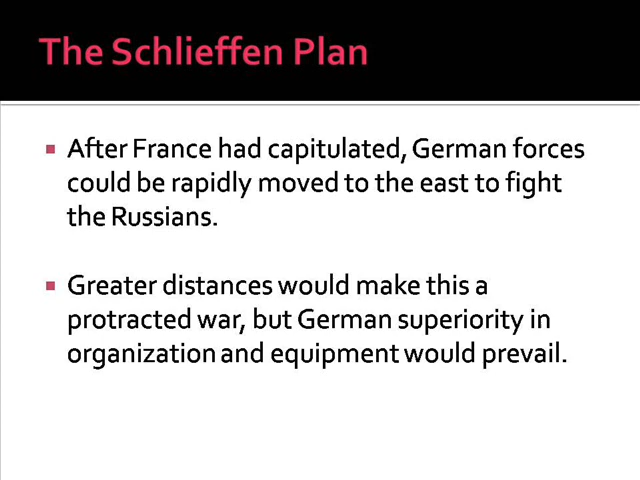 The Schlieffen Plan
After France had capitulated, German forces
could be rapidly moved to the east to fight
the Russians.
Greater distances would make this a
protracted war, but German superiority in
organization and equipment would prevail.